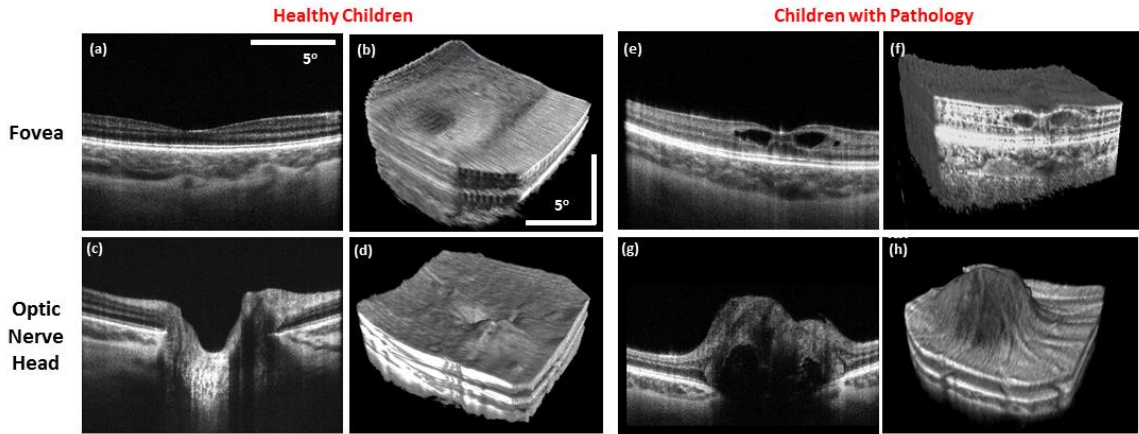 Healthy Children
Children with Pathology
(a)
5°
(b)
5°
(e)
(f)
Fovea
(c)
(d)
(g)
(h)
Optic
Nerve
Head